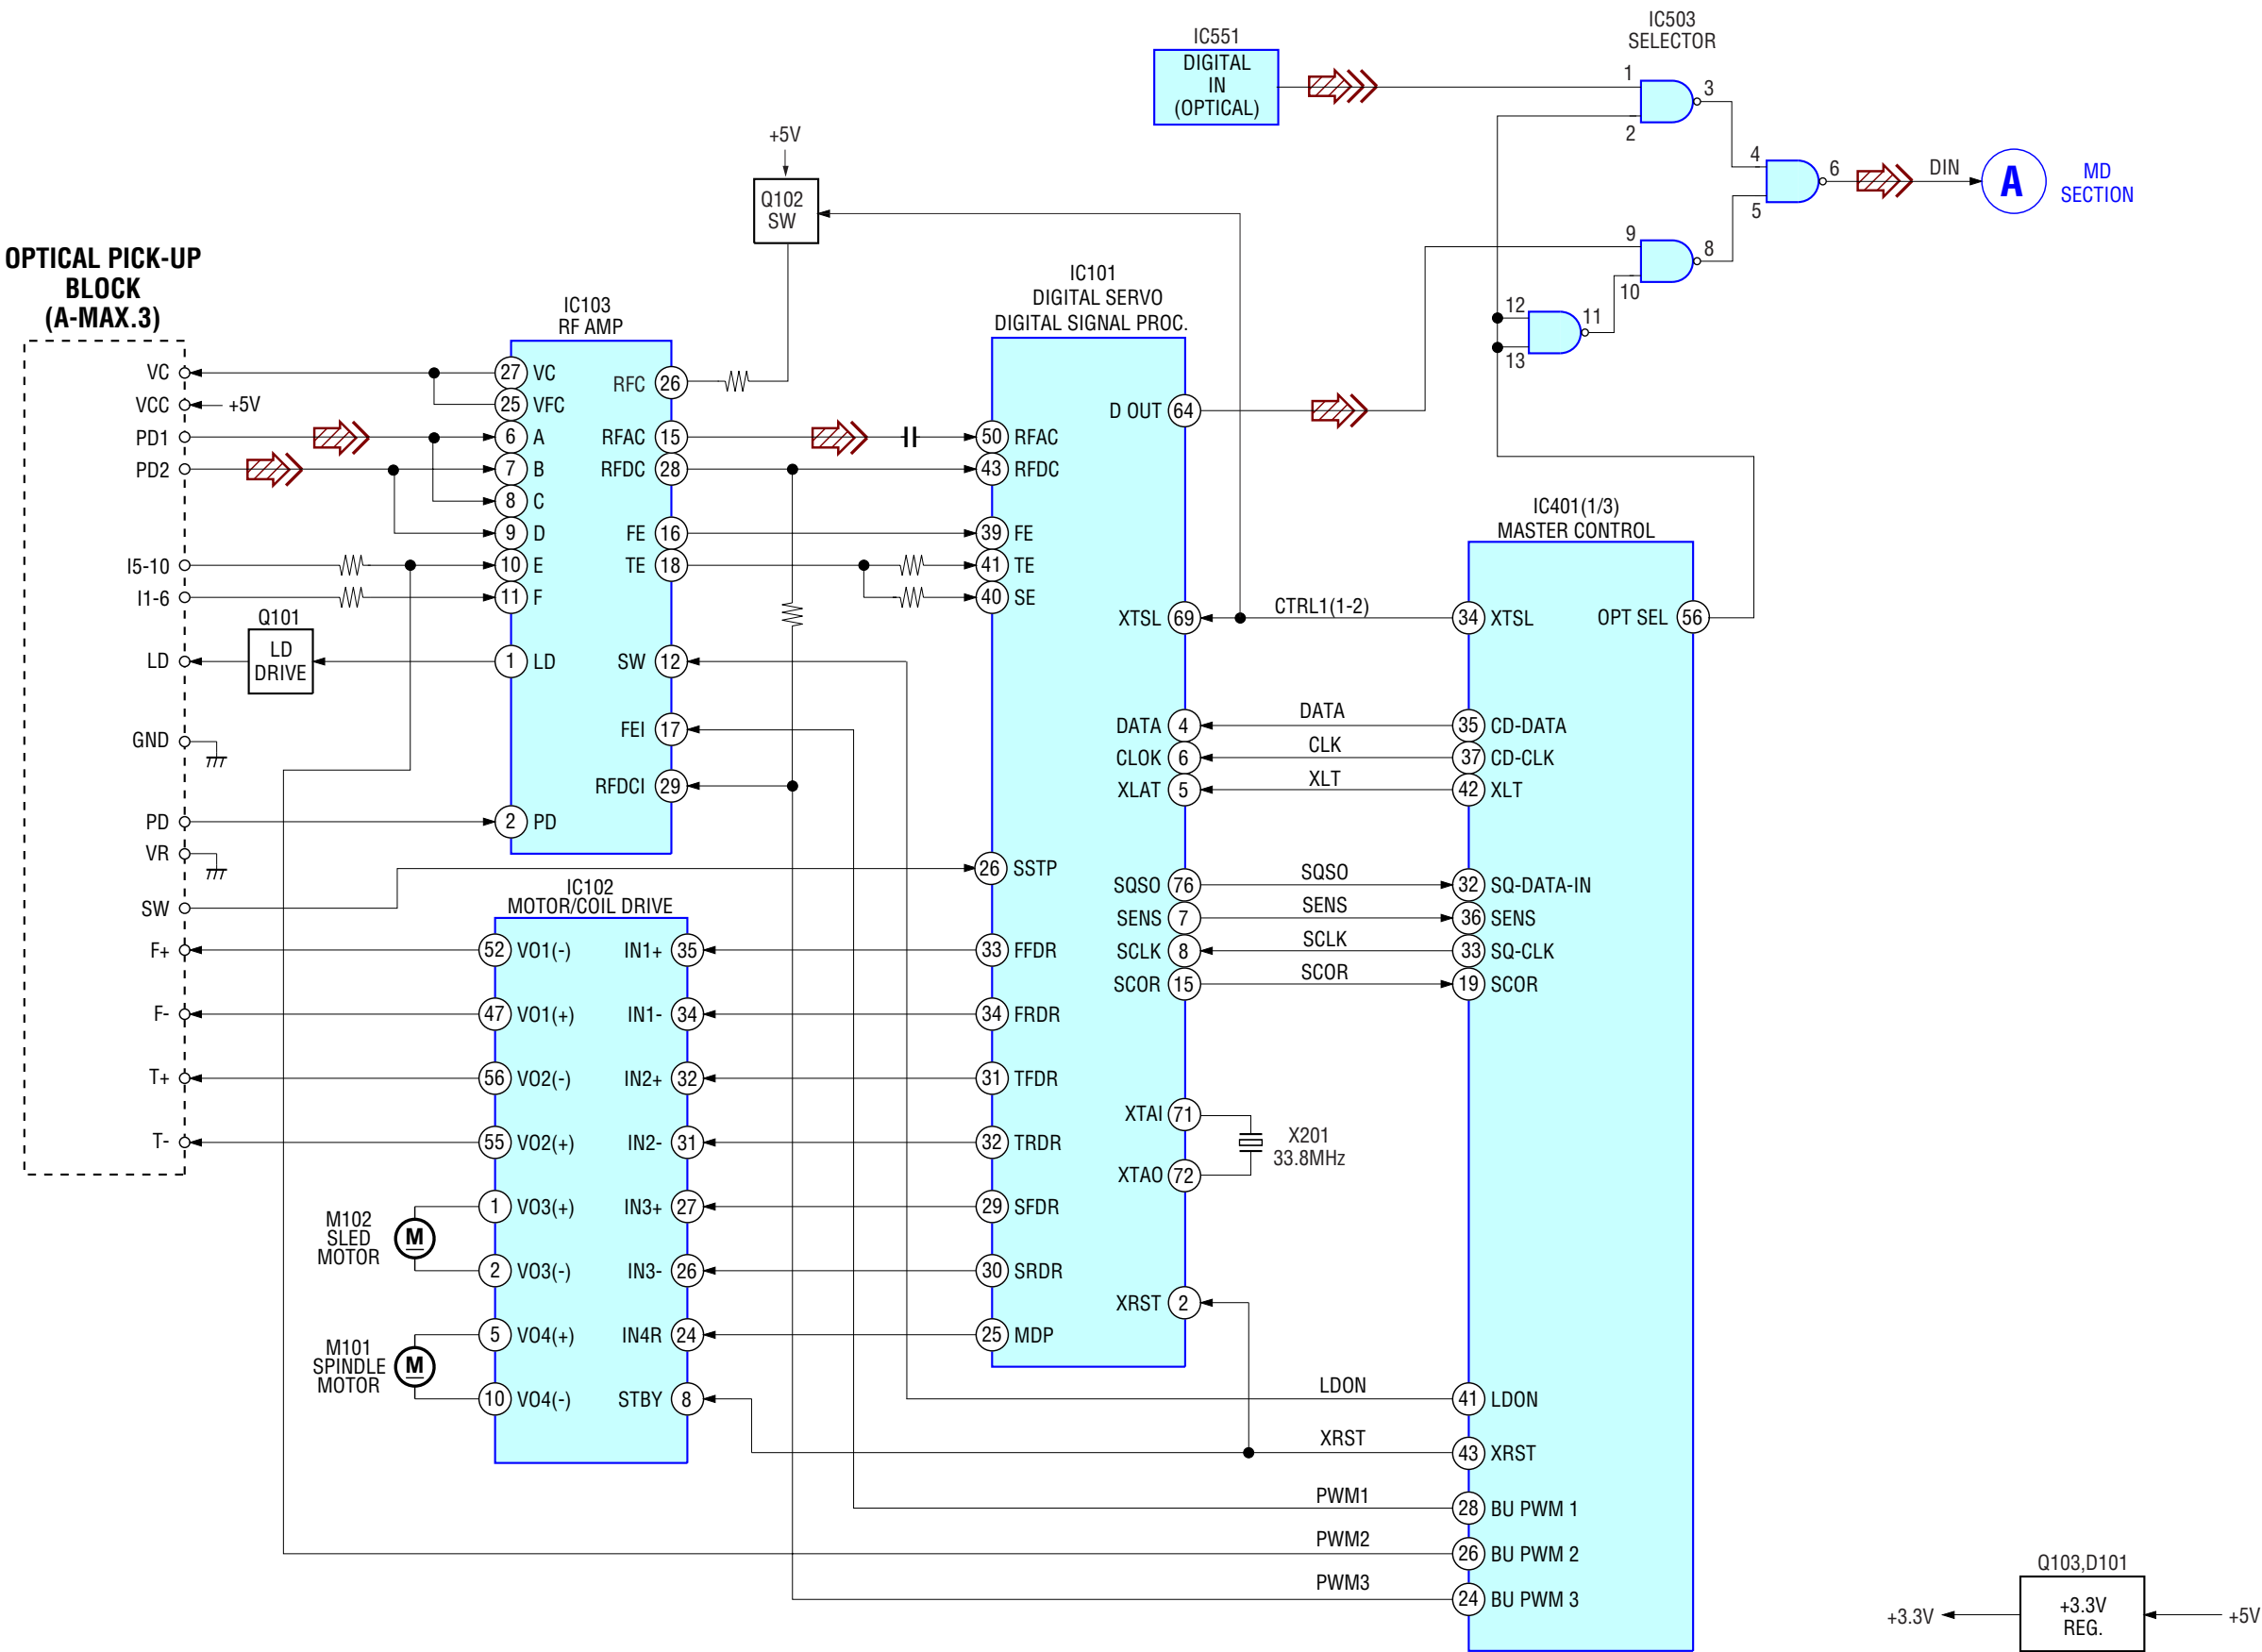 IC503
SELECTOR
IC551
DIGITAL
IN
(OPTICAL)
1
2
3
4
5
6
DIN
A
MD
SECTION
9
10
8
12
13
11
+5V
Q102
SW
OPTICAL PICK-UP
BLOCK
(A-MAX.3)
VC
VCC
+5V
PD1
PD2
I5-10
I1-6
LD
GND
PD
VR
SW
F+
F-
T+
T-
Q101
LD
DRIVE
IC103
RF AMP
27 VC
25 VFC
6 A
7 B
8 C
9 D
10 E
11 F
1 LD
2 PD
RFC 26
RFAC 15
RFDC 28
FE 16
TE 18
SW 12
FEI 17
RFDCI 29
IC102
MOTOR/COIL DRIVE
52 VO1(-)
47 VO1(+)
56 VO2(-)
55 VO2(+)
1 VO3(+)
2 VO3(-)
5 VO4(+)
10 VO4(-)
IN1+ 35
IN1- 34
IN2+ 32
IN2- 31
IN3+ 27
IN3- 26
IN4R 24
STBY 8
M102
SLED
MOTOR
M
M101
SPINDLE
MOTOR
M
IC101
DIGITAL SERVO
DIGITAL SIGNAL PROC.
50 RFAC
43 RFDC
39 FE
41 TE
40 SE
26 SSTP
33 FFDR
34 FRDR
31 TFDR
32 TRDR
29 SFDR
30 SRDR
25 MDP
D OUT 64
XTSL 69
DATA 4
CLOK 6
XLAT 5
SQSO 76
SENS 7
SCLK 8
SCOR 15
XTAI 71
XTAO 72
XRST 2
X201
33.8MHz
CTRL1(1-2)
DATA
CLK
XLT
SQSO
SENS
SCLK
SCOR
LDON
XRST
PWM1
PWM2
PWM3
IC401(1/3)
MASTER CONTROL
34 XTSL
OPT SEL 56
35 CD-DATA
37 CD-CLK
42 XLT
32 SQ-DATA-IN
36 SENS
33 SQ-CLK
19 SCOR
41 LDON
43 XRST
28 BU PWM 1
26 BU PWM 2
24 BU PWM 3
Q103,D101
+3.3V
+3.3V
REG.
+5V